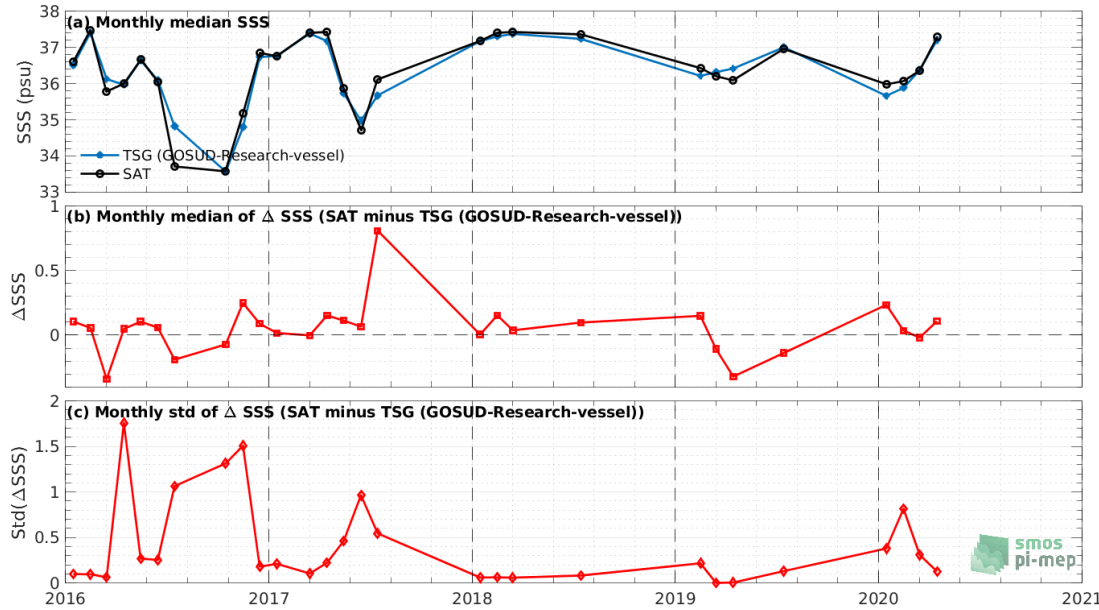 (a) Monthly median SSS
38
37
36
35
34
33
SSS (psu)
TSG (GOSUD-Research-vessel)
SAT
(b) Monthly median of Δ SSS (SAT minus TSG (GOSUD-Research-vessel))
1
0.5
0
ΔSSS
(c) Monthly std of Δ SSS (SAT minus TSG (GOSUD-Research-vessel))
2
1.5
1
0.5
0
Std(ΔSSS)
smos
pi-mep
2016 2017 2018 2019 2020 2021